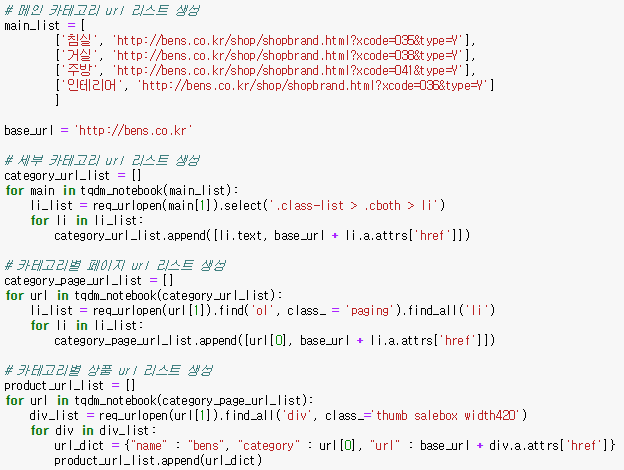 # 메인 카테고리 url 리스트 생성
main_list = [
['침실', 'http://bens.co.kr/shop/shopbrand.html?xcode=035&type=Y'],
['거실', 'http://bens.co.kr/shop/shopbrand.html?xcode=038&type=Y'],
['주방', 'http://bens.co.kr/shop/shopbrand.html?xcode=041&type=Y'],
['인테리어', 'http://bens.co.kr/shop/shopbrand.html?xcode=036&type=Y']
]
base_url = 'http://bens.co.kr'
# 세부 카테고리 url 리스트 생성
category_url_list = []
for main in tqdm_notebook(main_list):
li_list = req_urlopen(main[1]).select('.class-list > .cboth > li')
for li in li_list:
category_url_list.append([li.text, base_url + li.a.attrs['href']])
# 카테고리별 페이지 url 리스트 생성
category_page_url_list = []
for url in tqdm_notebook(category_url_list):
li_list = req_urlopen(url[1]).find('ol', class_ = 'paging').find_all('li')
for li in li_list:
category_page_url_list.append([url[0], base_url + li.a.attrs['href']])
# 카테고리별 상품 url 리스트 생성
product_url_list = []
for url in tqdm_notebook(category_page_url_list):
div_list = req_urlopen(url[1]).find_all('div', class_='thumb salebox width420')
for div in div_list:
url_dict = {"name" : "bens", "category" : url[0], "url" : base_url + div.a.attrs['href']}
product_url_list.append(url_dict)